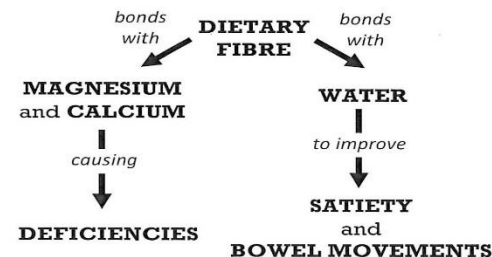 bonds
with
DIETARY
FIBRE
bonds
with
MAGNESIUM
and CALCIUM
WATER
causing
to improve
DEFICIENCIES
SATIETY
and
BOWEL MOVEMENTS